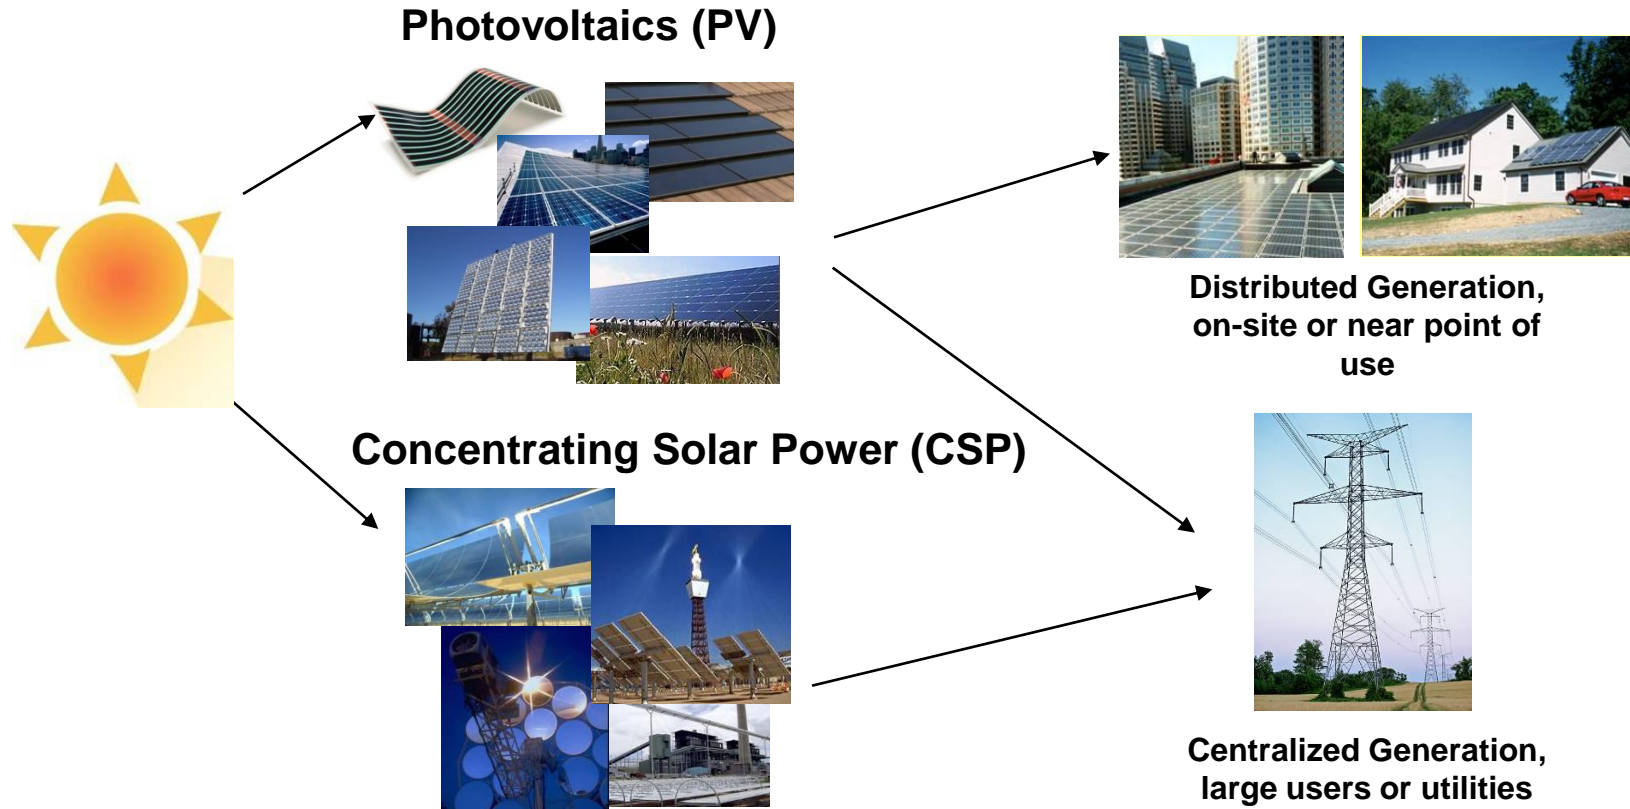 Photovoltaics (PV)
Distributed Generation,
on-site or near point of
use
Concentrating Solar Power (CSP)
Centralized Generation,
large users or utilities